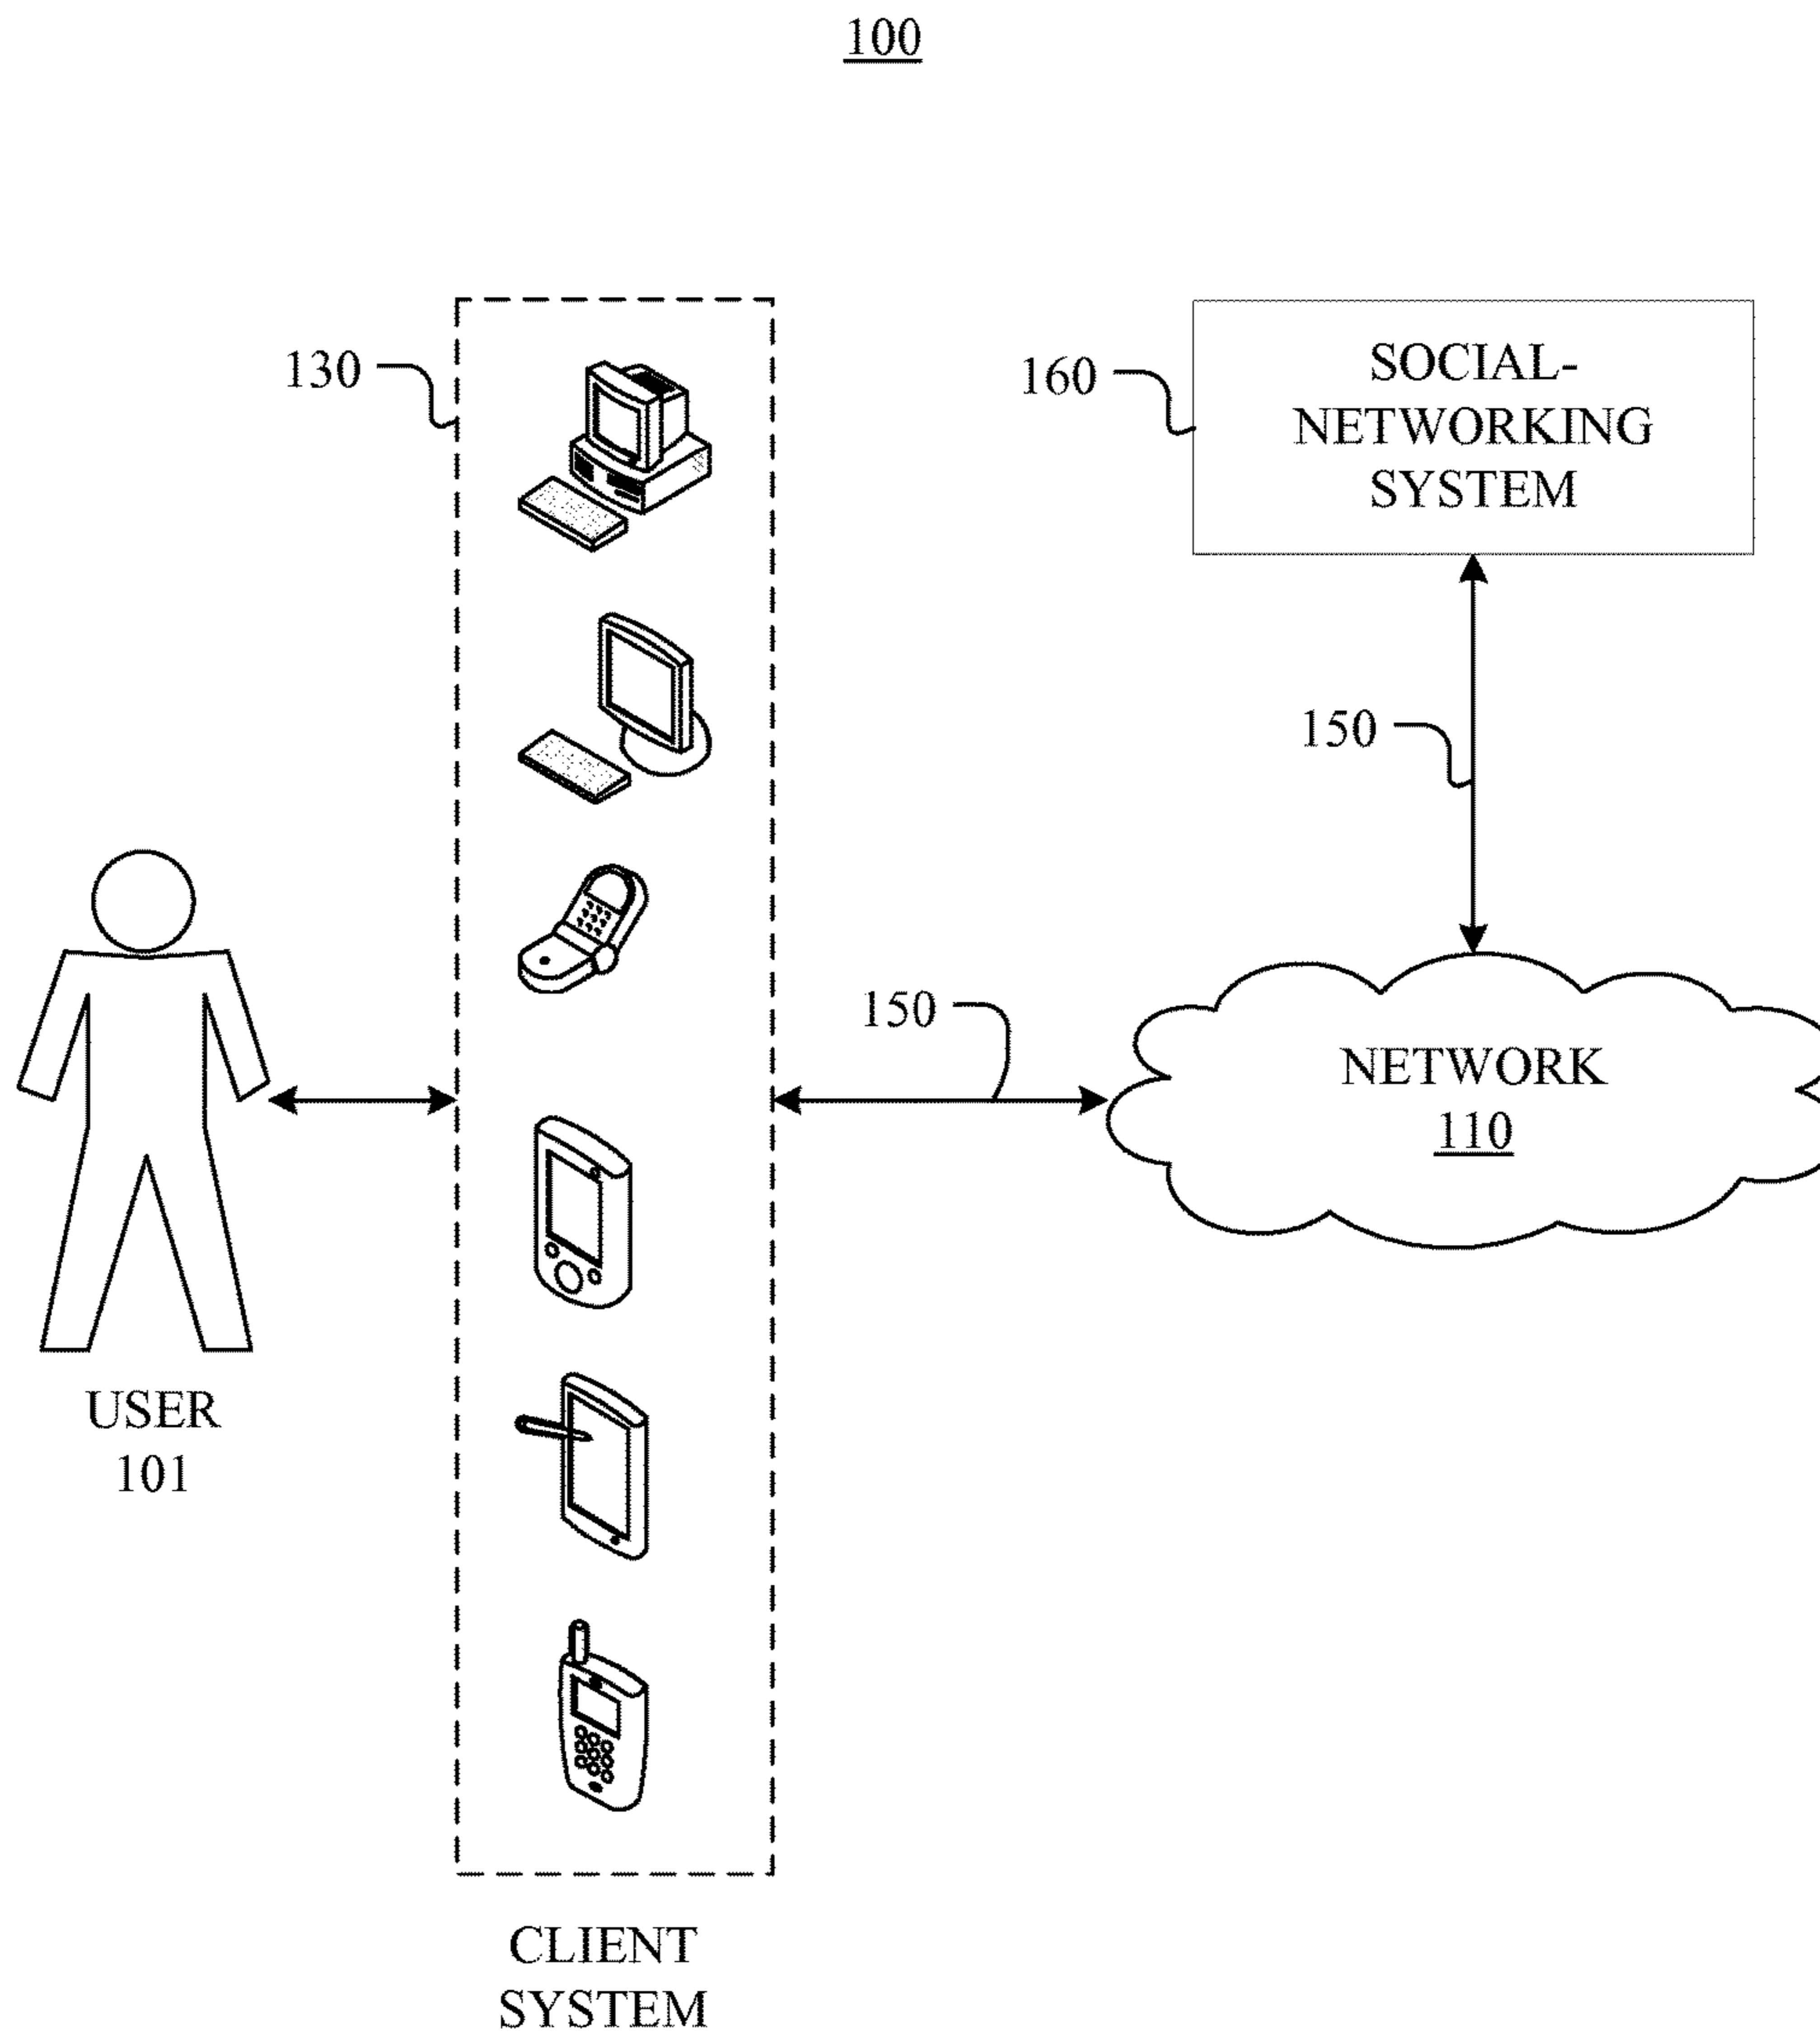 100
130
160
SOCIAL-
NETWORKING
SYSTEM
150
150
NETWORK
110
USER
101
CLIENT
SYSTEM